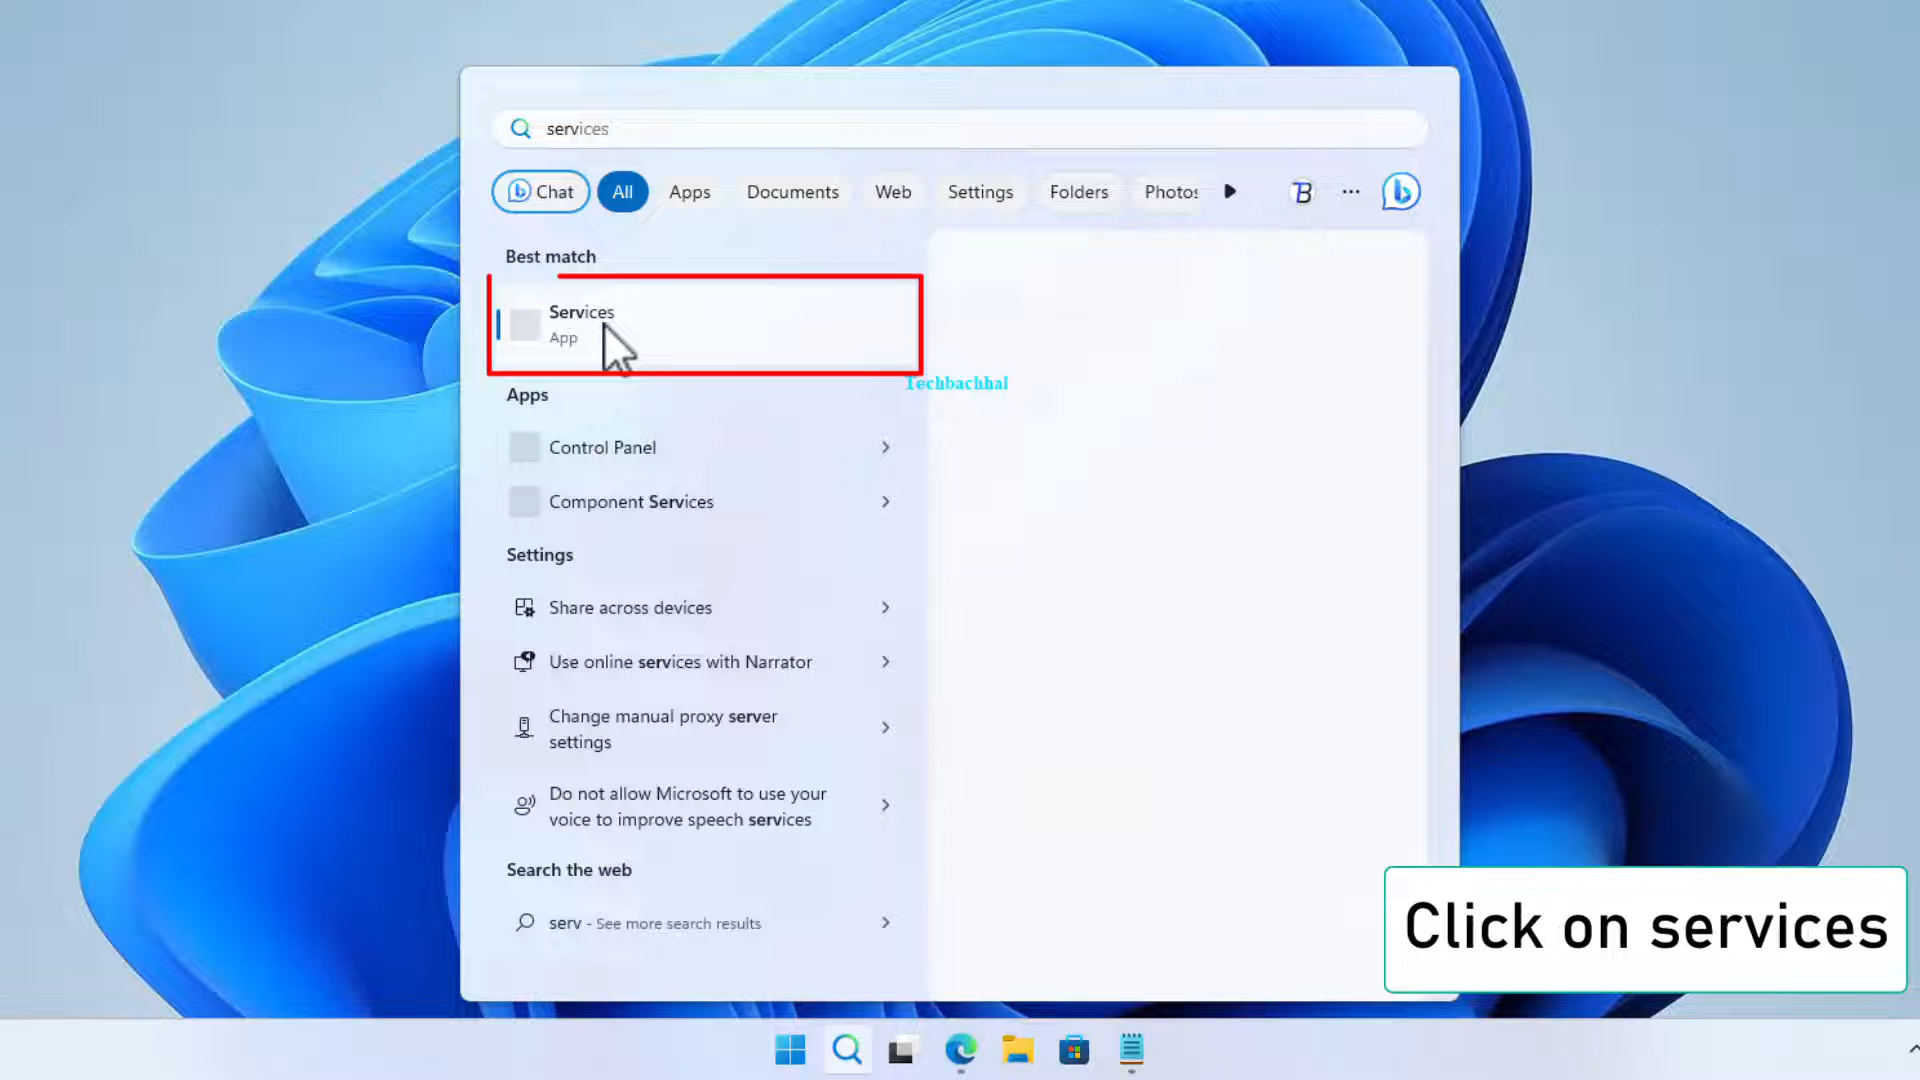 services
Chat
All
Apps
Documents
Web
Settings
Folders
Photos
Best match
Services
App
Techbachhal
Apps
Control Panel
Component Services
Settings
Share across devices
Use online services with Narrator
Change manual proxy server
settings
Do not allow Microsoft to use your
voice to improve speech services
Search the web
serv - See more search results
Click on services